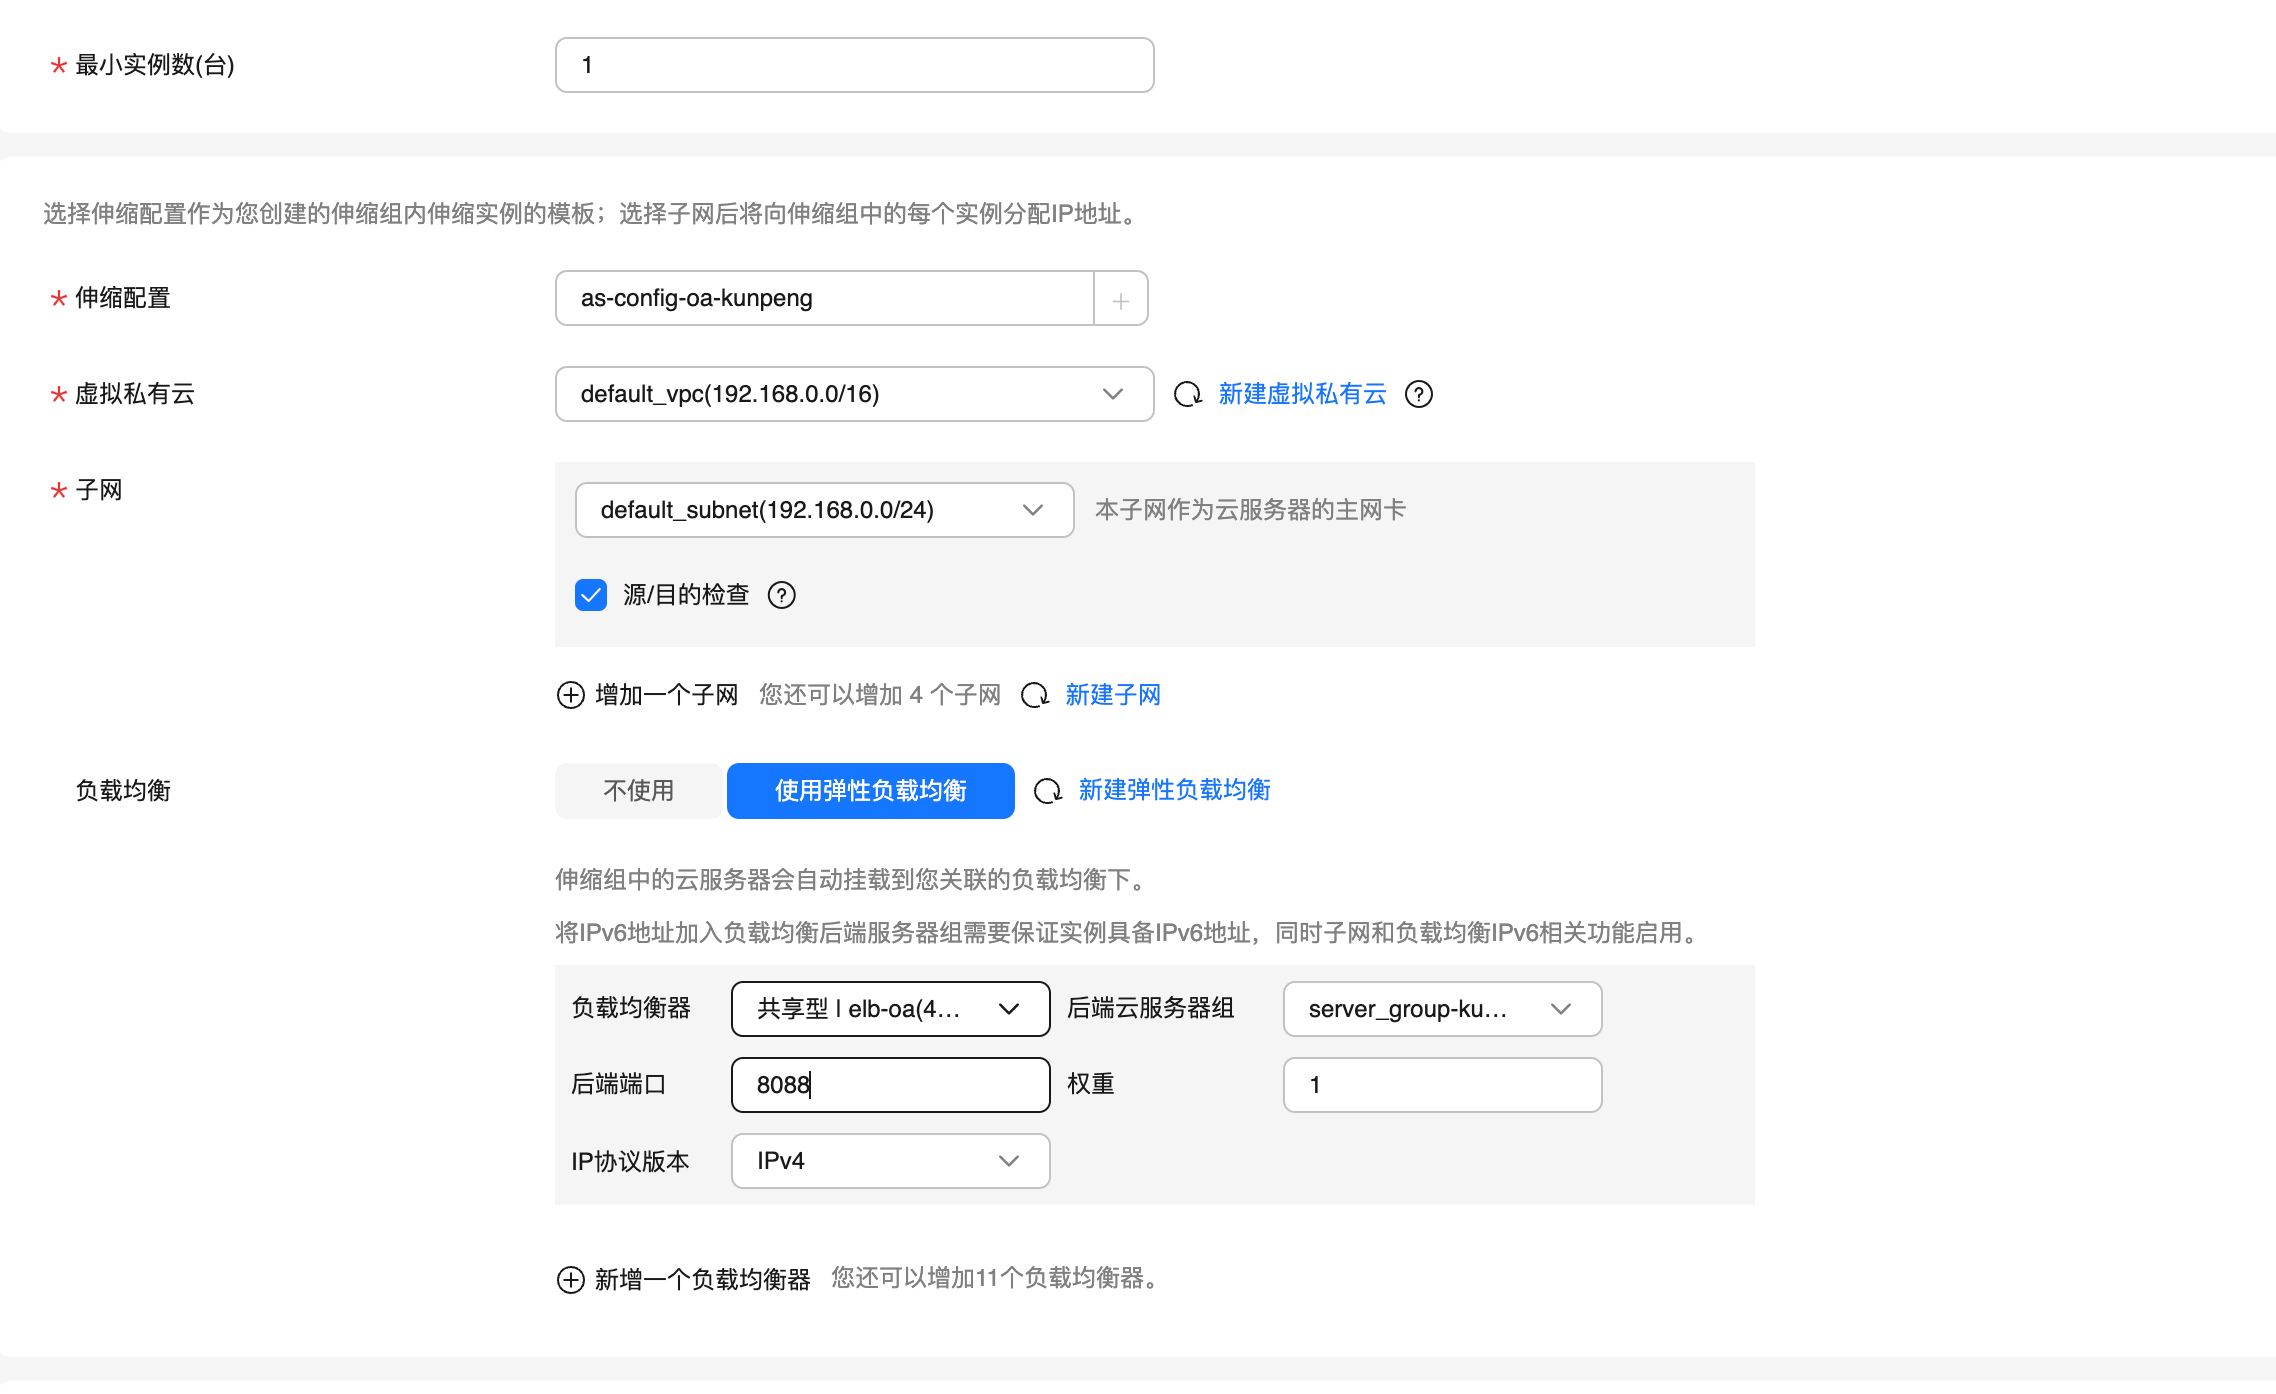 * 最小实例数(台) 1
选择伸缩配置作为您创建的伸缩组内伸缩实例的模板；选择子网后将向伸缩组中的每个实例分配IP地址。
* 伸缩配置 as-config-oa-kunpeng +
* 虚拟私有云 default_vpc(192.168.0.0/16) 新建虚拟私有云 ?
* 子网 default_subnet(192.168.0.0/24) 本子网作为云服务器的主网卡
源/目的检查 ?
增加一个子网 您还可以增加 4 个子网 新建子网
负载均衡 不使用 使用弹性负载均衡 新建弹性负载均衡
伸缩组中的云服务器会自动挂载到您关联的负载均衡下。
将IPv6地址加入负载均衡后端服务器组需要保证实例具备IPv6地址，同时子网和负载均衡IPv6相关功能启用。
负载均衡器 共享型 | elb-oa(4... 后端云服务器组 server_group-ku...
后端端口 8088 权重 1
IP协议版本 IPv4
新增一个负载均衡器 您还可以增加11个负载均衡器。